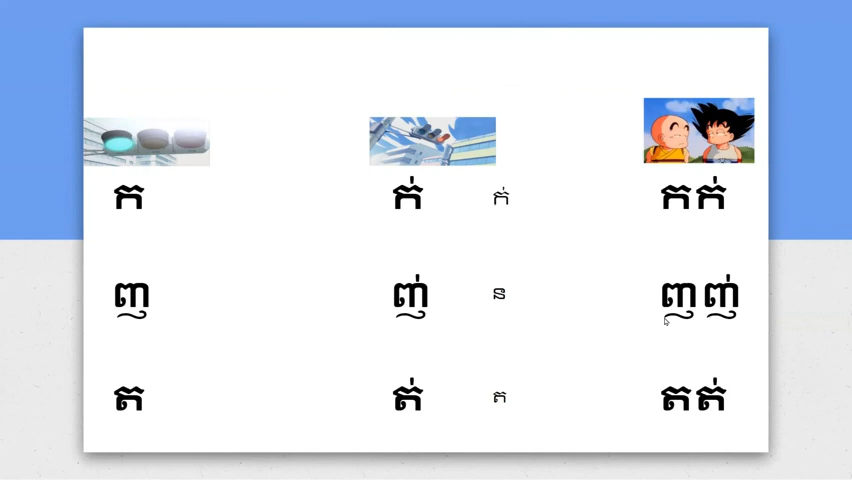 ក ក់ ក់ កក់
ញ ញ់ ន ញញ់
ត ត់ ត តត់